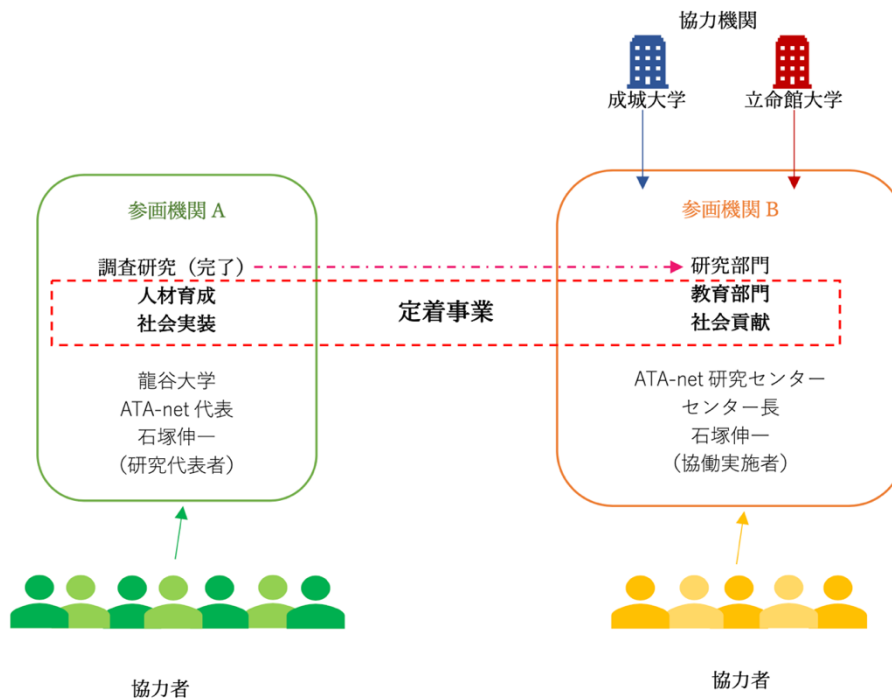 協力機関
成城大学
立命館大学
参画機関 A
参画機関 B
調査研究（完了）
研究部門
人材育成
教育部門
定着事業
社会実装
社会貢献
龍谷大学
ATA-net 代表
石塚伸一
（研究代表者）
ATA-net 研究センター
センター長
石塚伸一
（協働実施者）
協力者
協力者